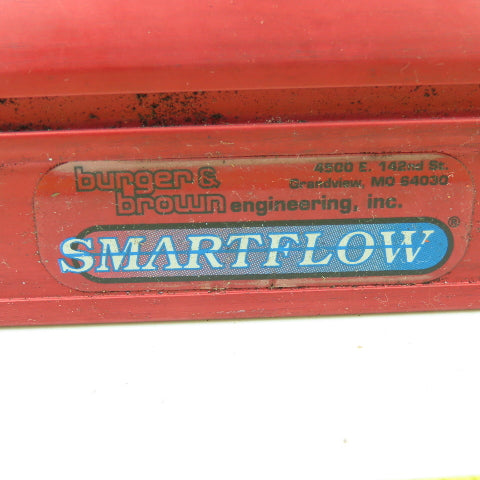 burger &
brown engineering, inc.
4500 E. 142nd St.
Grandview, MO 64030
SMARTFLOW®